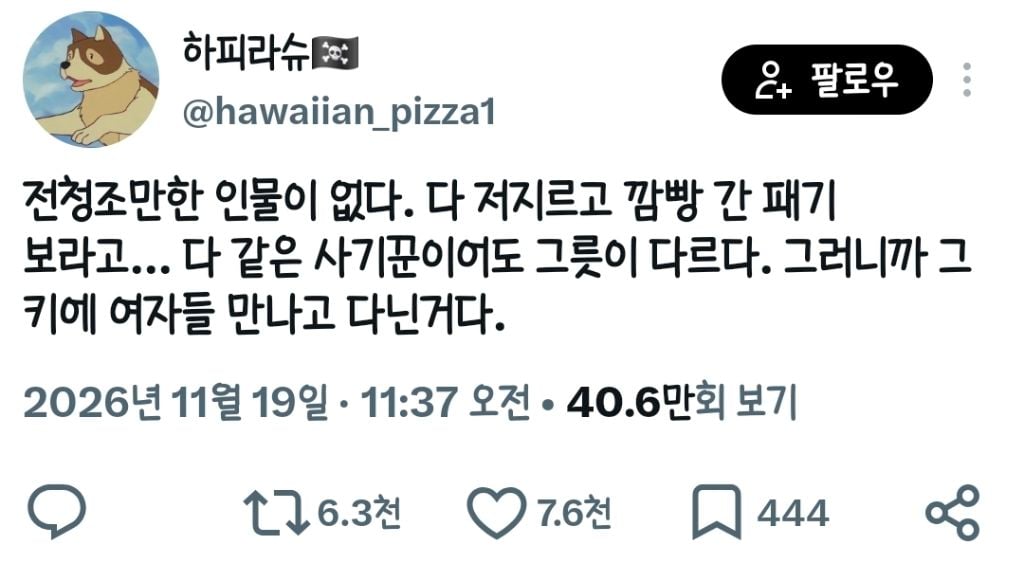 하피라슈🏴‍☠️
@hawaiian_pizza1
팔로우
전청조만한 인물이 없다. 다 저지르고 깜빵 간 패기
보라고... 다 같은 사기꾼이어도 그릇이 다르다. 그러니까 그
키에 여자들 만나고 다닌거다.
2026년 11월 19일 · 11:37 오전 • 40.6만회 보기
6.3천 7.6천 444